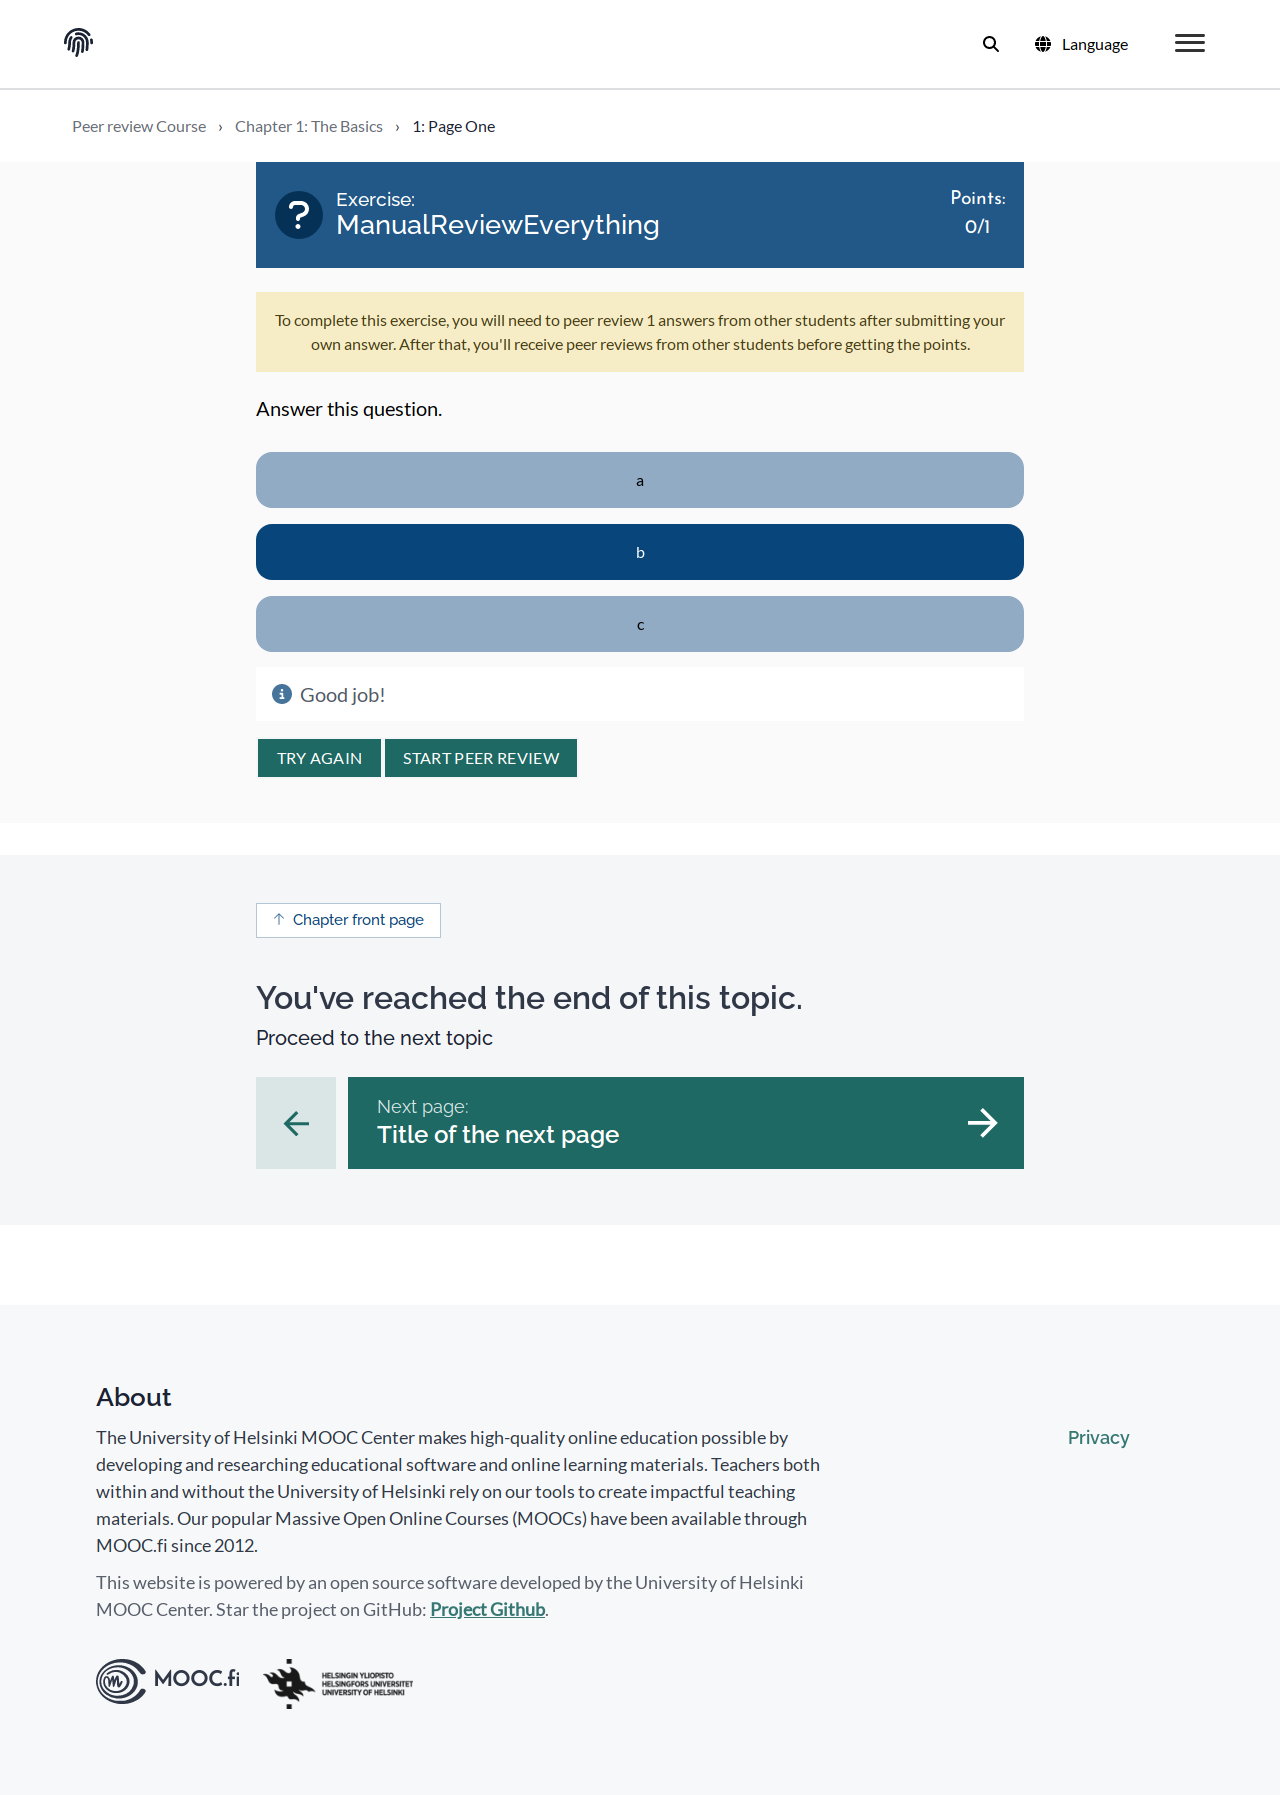 Language
Peer review Course › Chapter 1: The Basics › 1: Page One
Exercise:
ManualReviewEverything
Points:
0/1
To complete this exercise, you will need to peer review 1 answers from other students after submitting your
own answer. After that, you'll receive peer reviews from other students before getting the points.
Answer this question.
a
b
c
Good job!
TRY AGAIN
START PEER REVIEW
Chapter front page
You've reached the end of this topic.
Proceed to the next topic
Next page:
Title of the next page
About
The University of Helsinki MOOC Center makes high-quality online education possible by
developing and researching educational software and online learning materials. Teachers both
within and without the University of Helsinki rely on our tools to create impactful teaching
materials. Our popular Massive Open Online Courses (MOOCs) have been available through
MOOC.fi since 2012.
This website is powered by an open source software developed by the University of Helsinki
MOOC Center. Star the project on GitHub: Project Github.
Privacy
MOOC.fi
HELSINGIN YLIOPISTO
HELSINGFORS UNIVERSITET
UNIVERSITY OF HELSINKI